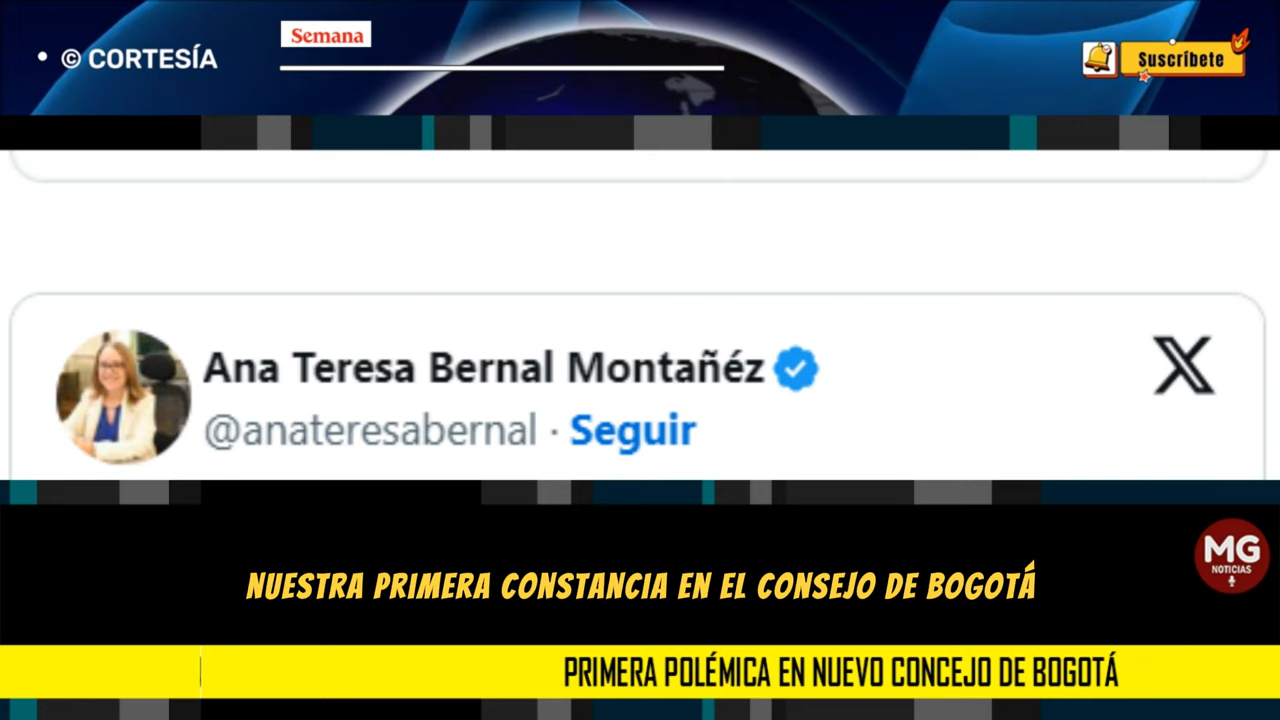 • © CORTESÍA
Semana
Suscríbete
Ana Teresa Bernal Montañéz
@anateresabernal · Seguir
MG
NOTICIAS
NUESTRA PRIMERA CONSTANCIA EN EL CONSEJO DE BOGOTÁ
PRIMERA POLÉMICA EN NUEVO CONCEJO DE BOGOTÁ